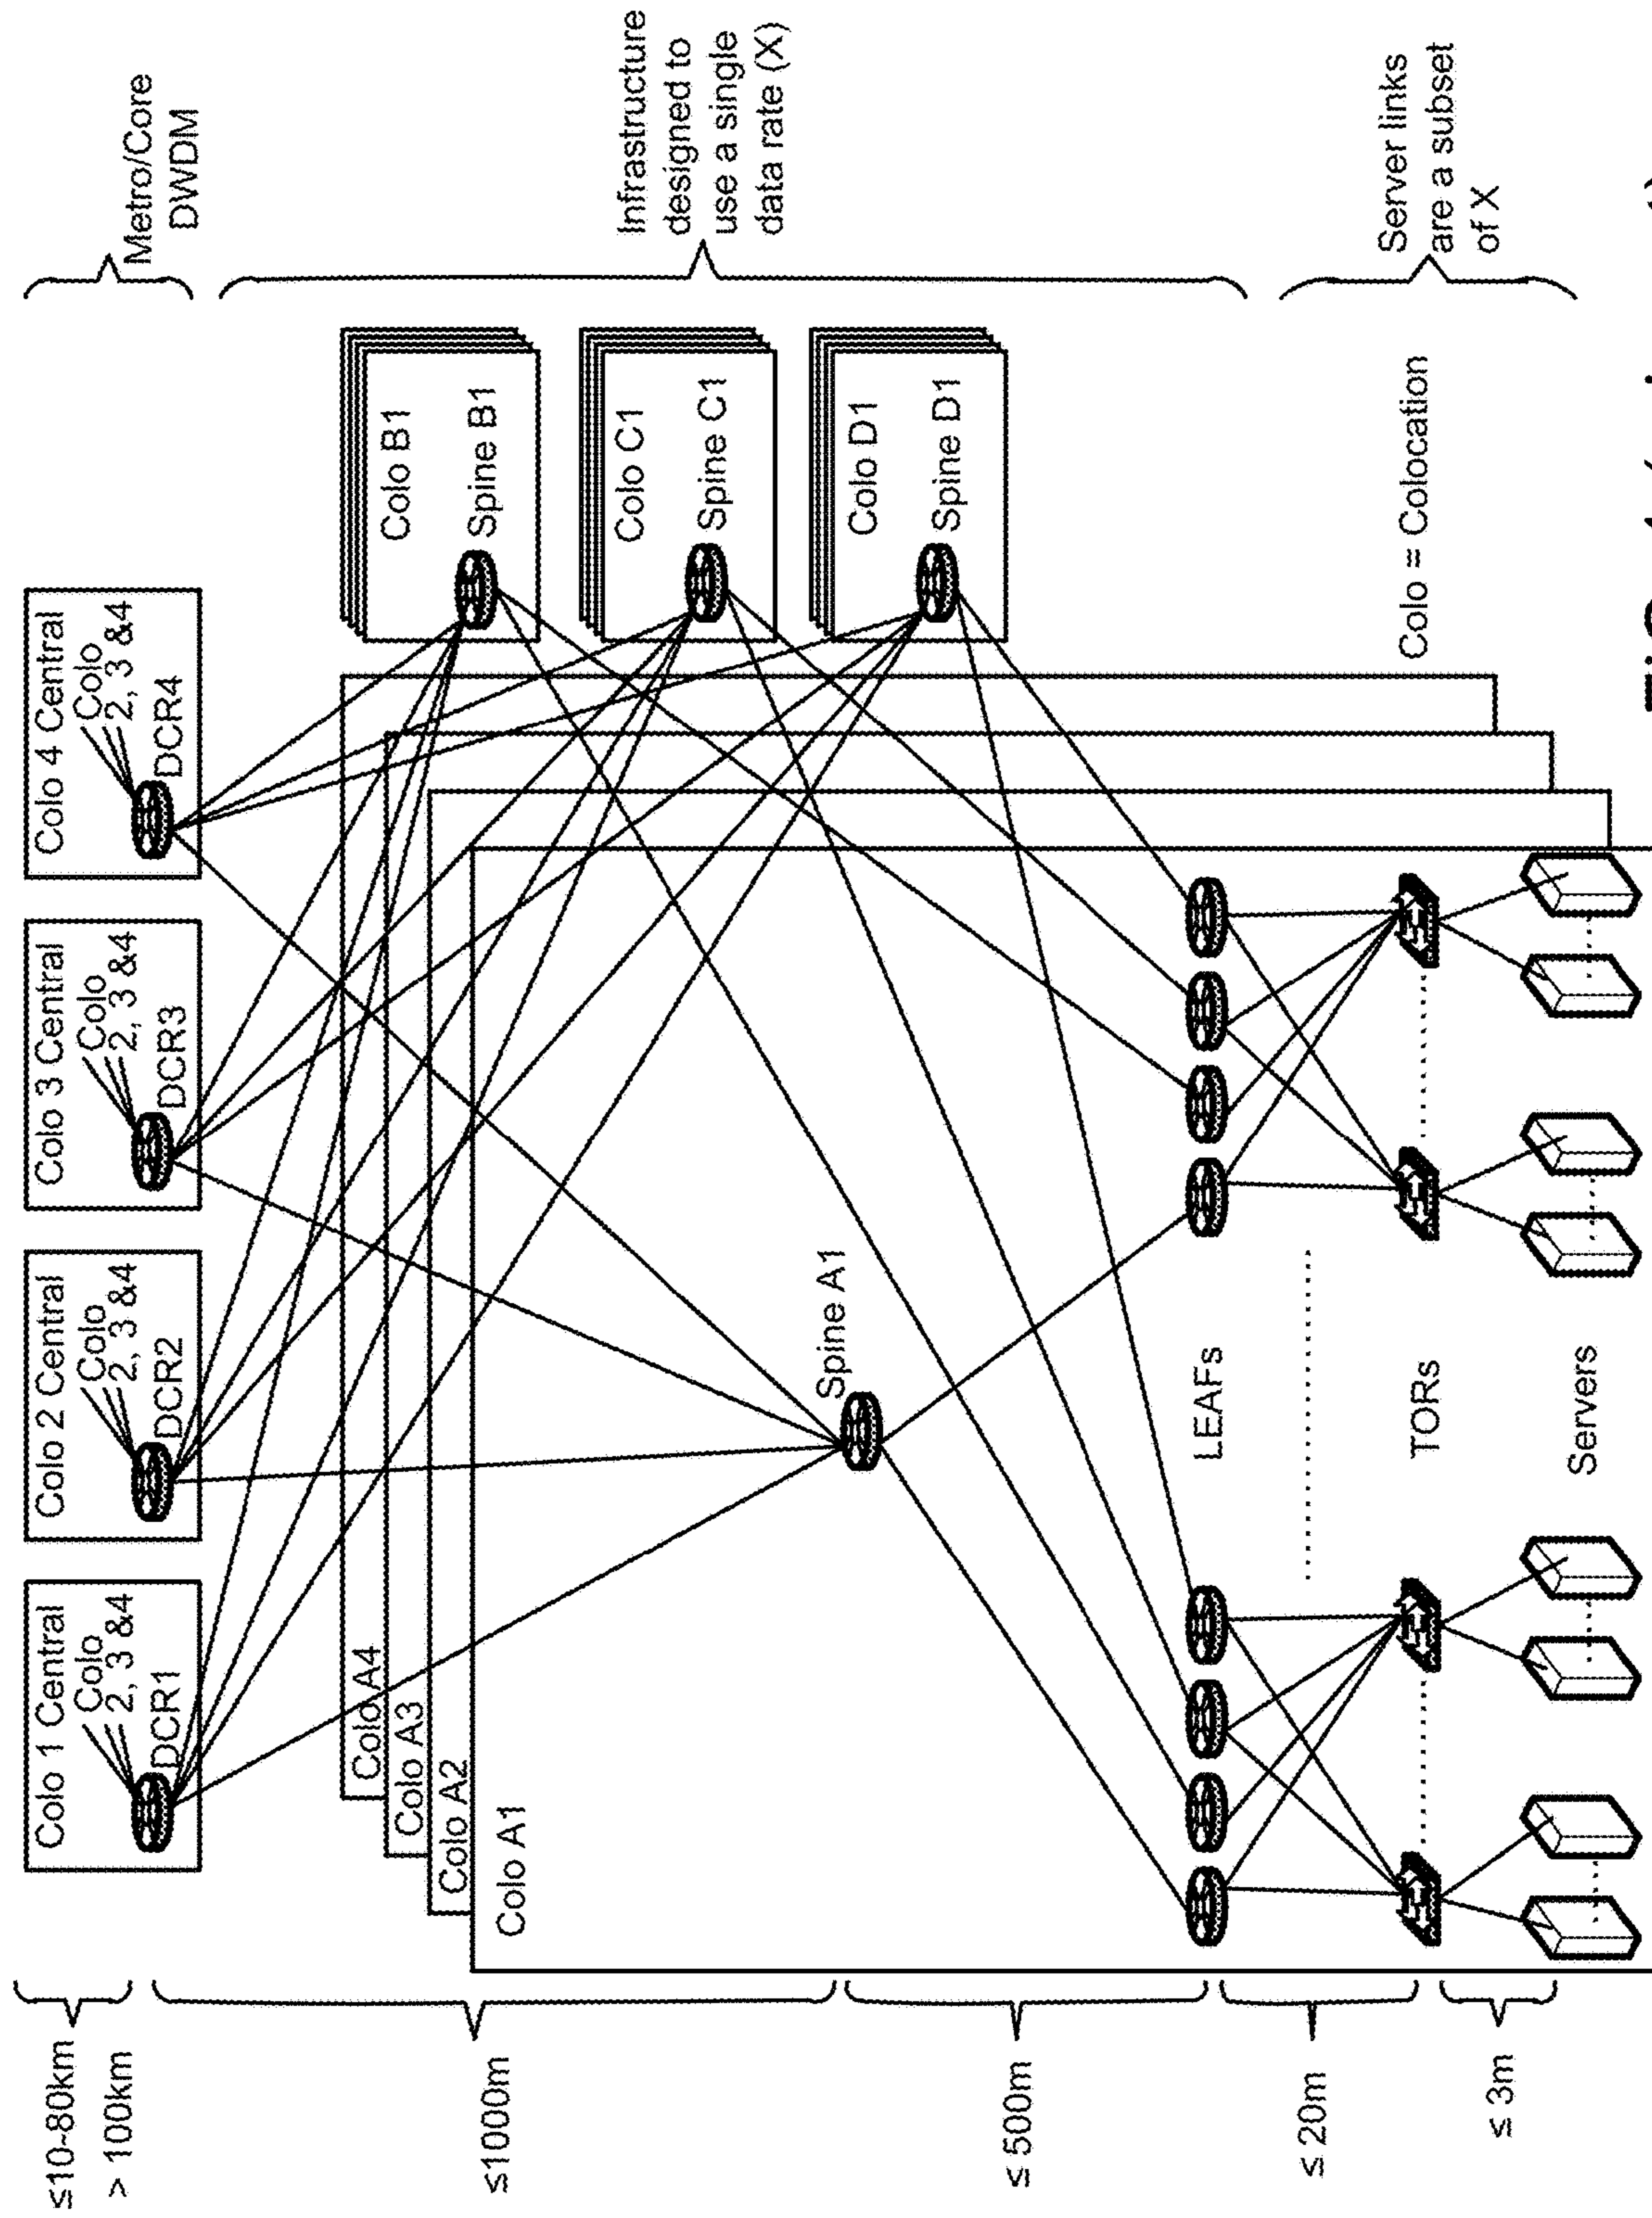 ≤10~80km
> 100km
≤1000m
≤ 500m
≤ 20m
≤ 3m
Colo 1 Central
Colo
2, 3 &4
DCR1
Colo 2 Central
Colo
2, 3 &4
DCR2
Colo 3 Central
Colo
2, 3 &4
DCR3
Colo 4 Central
Colo
2, 3 &4
DCR4
Metro/Core
DWDM
Colo A4
Colo A3
Colo A2
Colo A1
Spine A1
Colo B1
Spine B1
Colo C1
Spine C1
Colo D1
Spine D1
Infrastructure
designed to
use a single
data rate (X)
LEAFs
TORs
Servers
Server links
are a subset
of X
Colo = Colocation